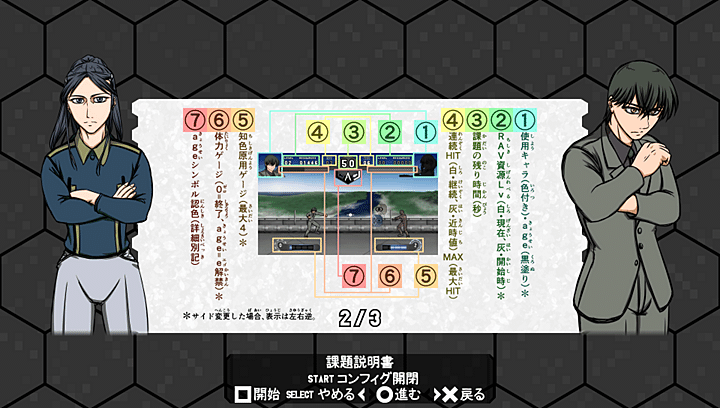 ① 使用キャラ(色付き)・age(黒塗り)＊
② RAV資源Lv(白・現在、灰・開始時)＊
③ 課題の残り時間(秒)
④ 連続HIT(白・継続、灰・近時値)MAX(最大HIT)
⑤ 知色原用ゲージ(最大4)＊
⑥ 体力ゲージ(0=終了、age=e解禁)＊
⑦ ageシンボル認色(詳細別記)
④ ③ ② ①
50
⑦ ⑥ ⑤
＊サイド変更した場合、表示は左右逆。
2/3
課題説明書
START コンフィグ開閉
□開始 SELECT やめる ○進む ×戻る